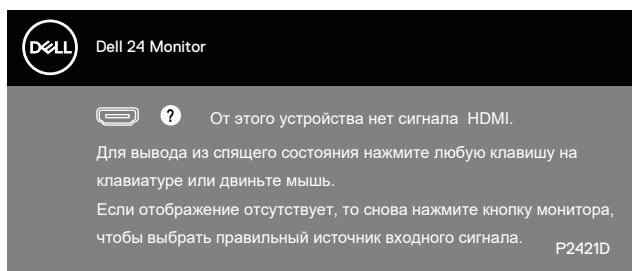 DELL
Dell 24 Monitor
? От этого устройства нет сигнала HDMI.
Для вывода из спящего состояния нажмите любую клавишу на
клавиатуре или двиньте мышь.
Если отображение отсутствует, то снова нажмите кнопку монитора,
чтобы выбрать правильный источник входного сигнала.
P2421D